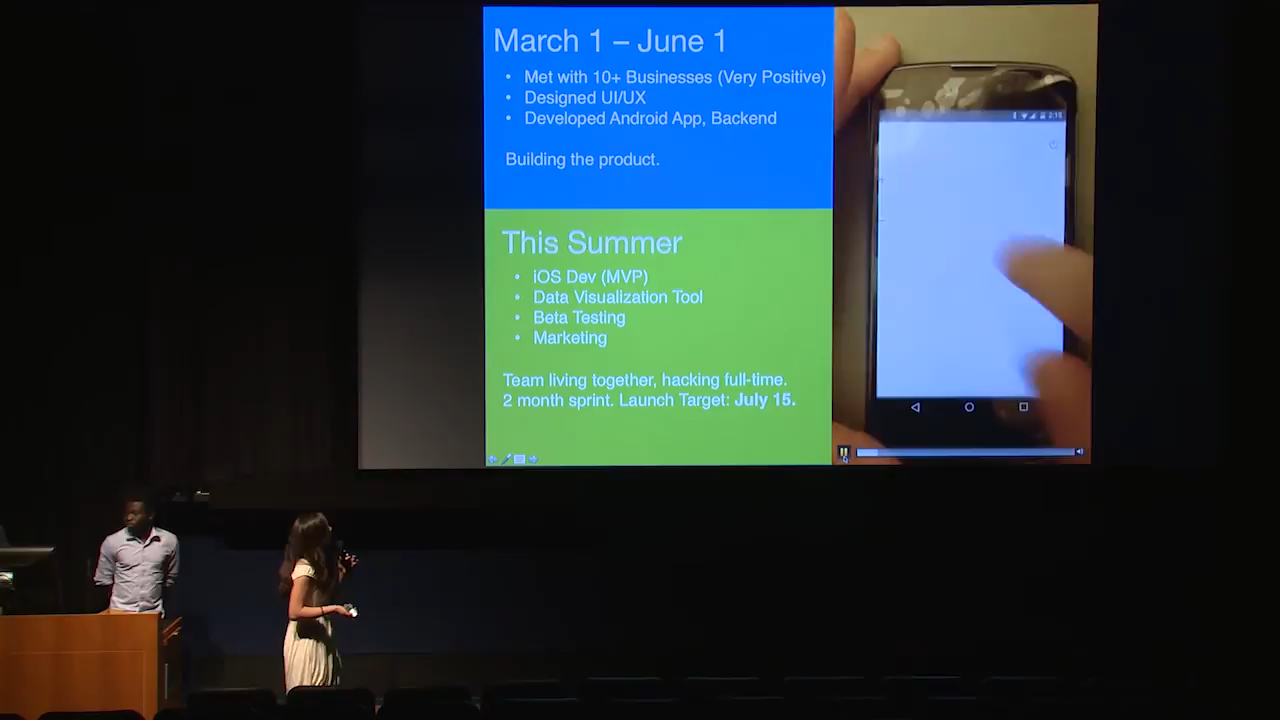 March 1 – June 1
• Met with 10+ Businesses (Very Positive)
• Designed UI/UX
• Developed Android App, Backend
Building the product.
This Summer
• iOS Dev (MVP)
• Data Visualization Tool
• Beta Testing
• Marketing
Team living together, hacking full-time.
2 month sprint. Launch Target: July 15.